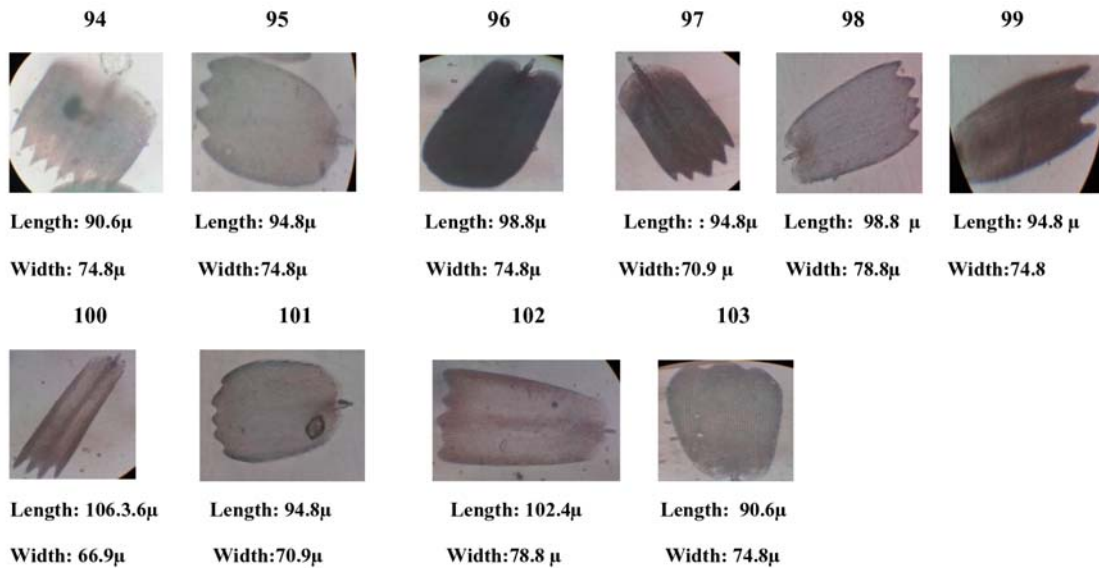 94 95 96 97 98 99
Length: 90.6µ Length: 94.8µ Length: 98.8µ Length: : 94.8µ Length: 98.8 µ Length: 94.8 µ
Width: 74.8µ Width:74.8µ Width: 74.8µ Width:70.9 µ Width: 78.8µ Width:74.8
100 101 102 103
Length: 106.3.6µ Length: 94.8µ Length: 102.4µ Length: 90.6µ
Width: 66.9µ Width:70.9µ Width:78.8 µ Width: 74.8µ